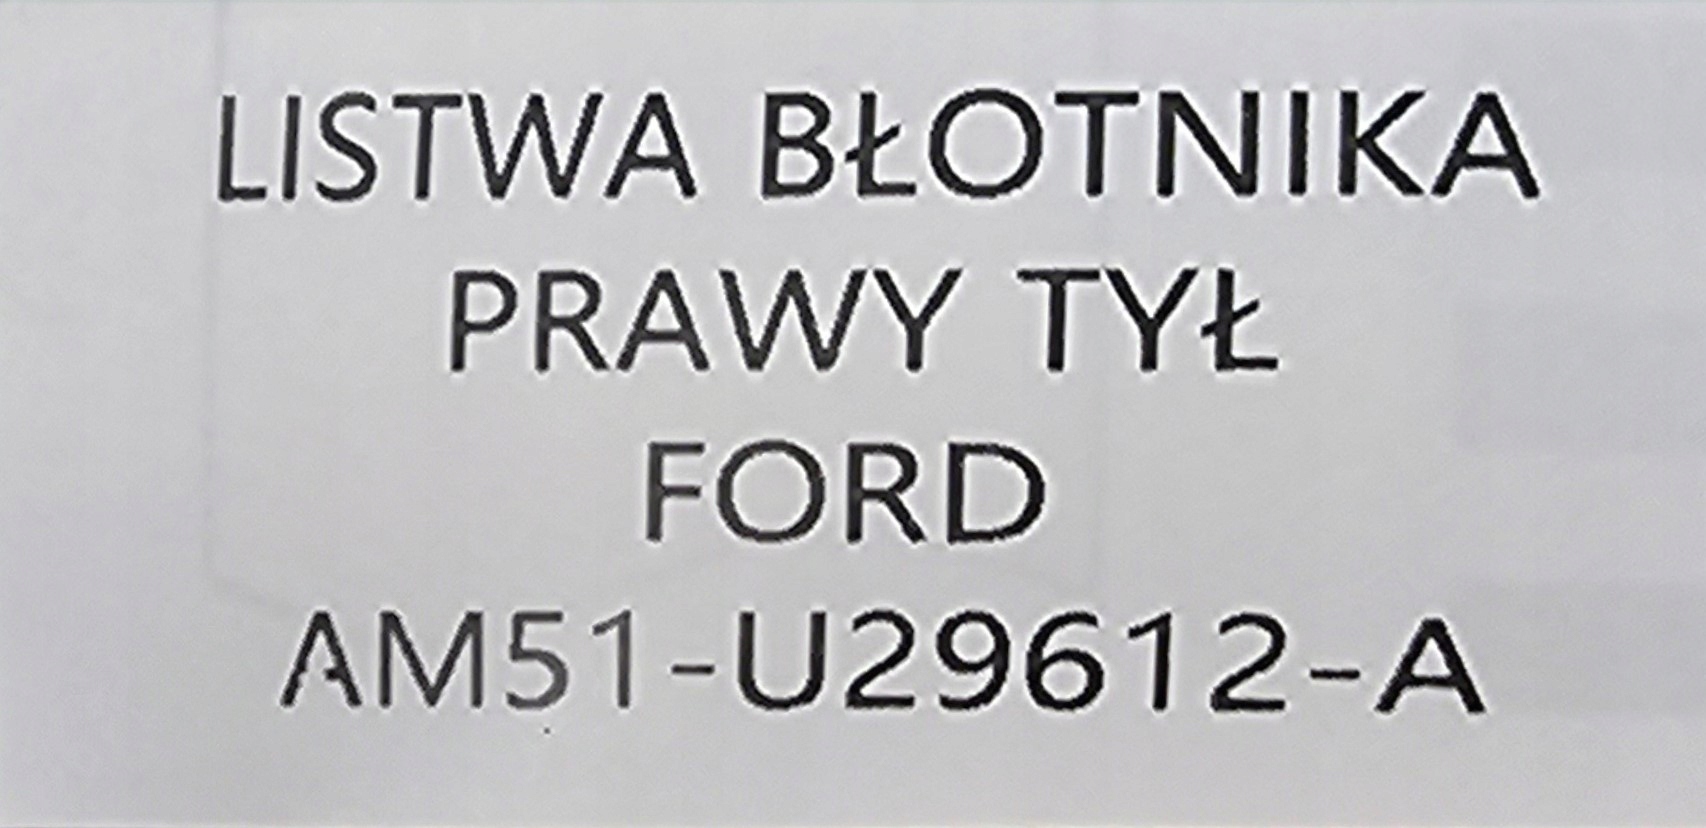 LISTWA BŁOTNIKA
PRAWY TYŁ
FORD
AM51-U29612-A